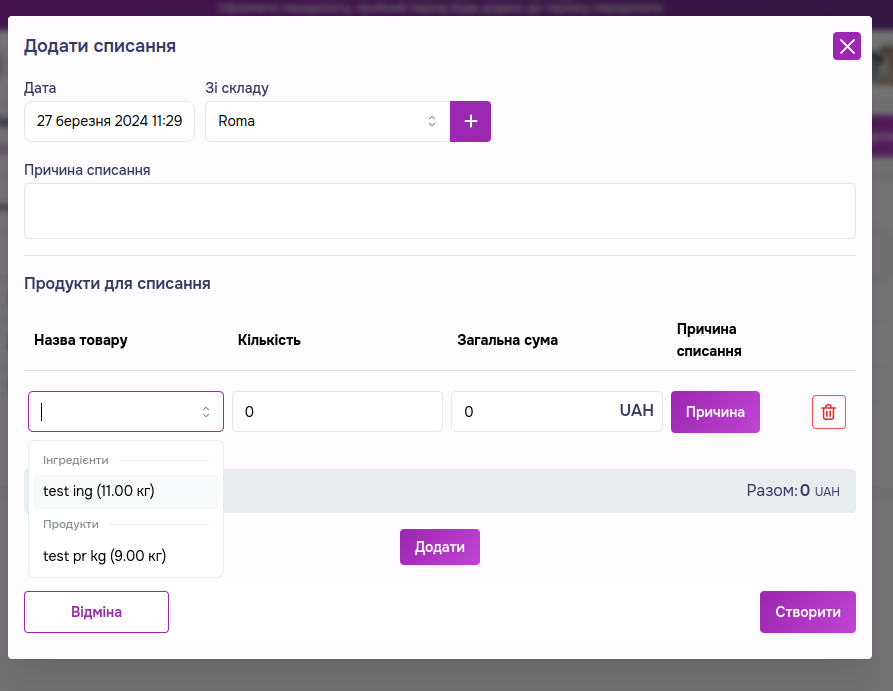 Додати списання
Дата
Зі складу
27 березня 2024 11:29
Roma
+
Причина списання
Продукти для списання
Назва товару
Кількість
Загальна сума
Причина
списання
0
0
UAH
Причина
Інгредієнти
test ing (11.00 кг)
Продукти
test pr kg (9.00 кг)
Разом: 0 UAH
Додати
Відміна
Створити